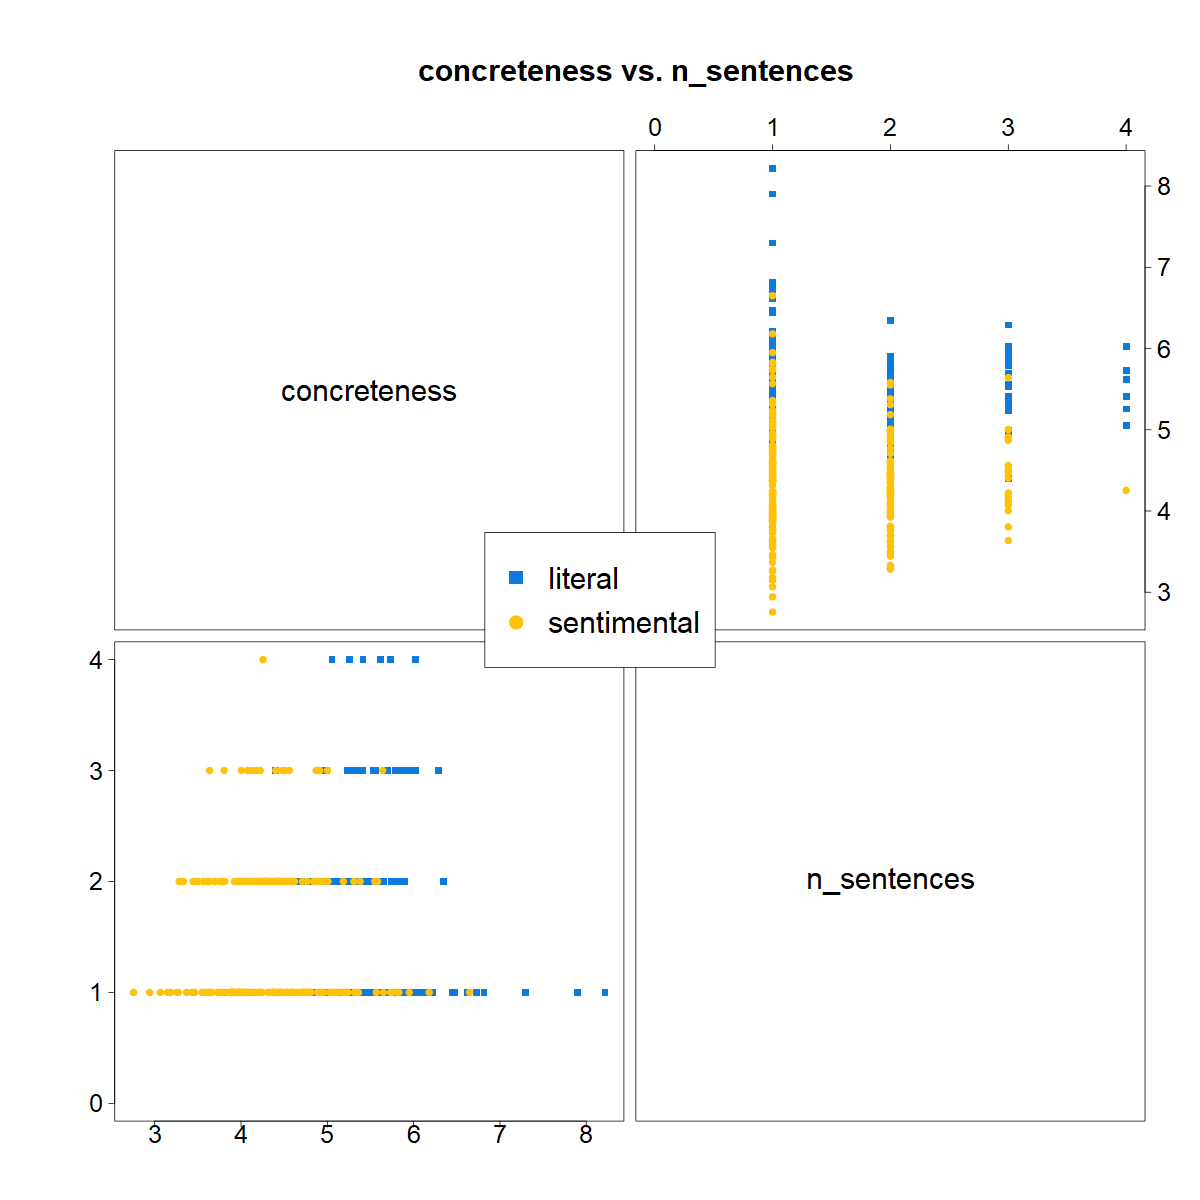 concreteness vs. n_sentences
0 1 2 3 4
8
7
6
5
4
3
concreteness
literal
sentimental
n_sentences
4
3
2
1
0
3 4 5 6 7 8